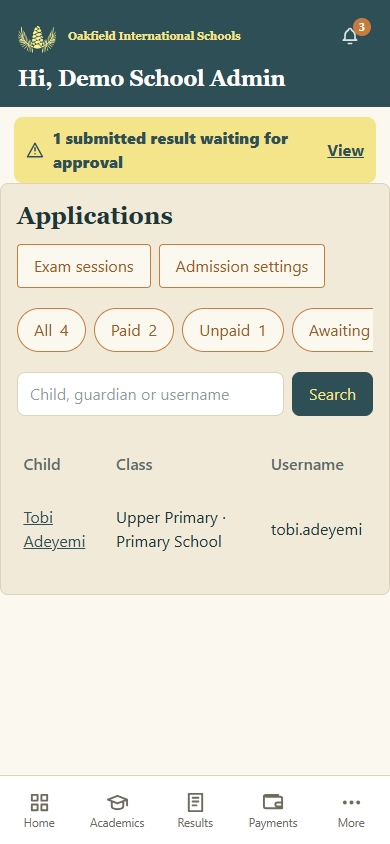 Oakfield International Schools
3
Hi, Demo School Admin
1 submitted result waiting for
approval
View
Applications
Exam sessions
Admission settings
All 4
Paid 2
Unpaid 1
Awaiting
Child, guardian or username
Search
Child
Class
Username
Tobi
Adeyemi
Upper Primary ·
Primary School
tobi.adeyemi
Home
Academics
Results
Payments
More